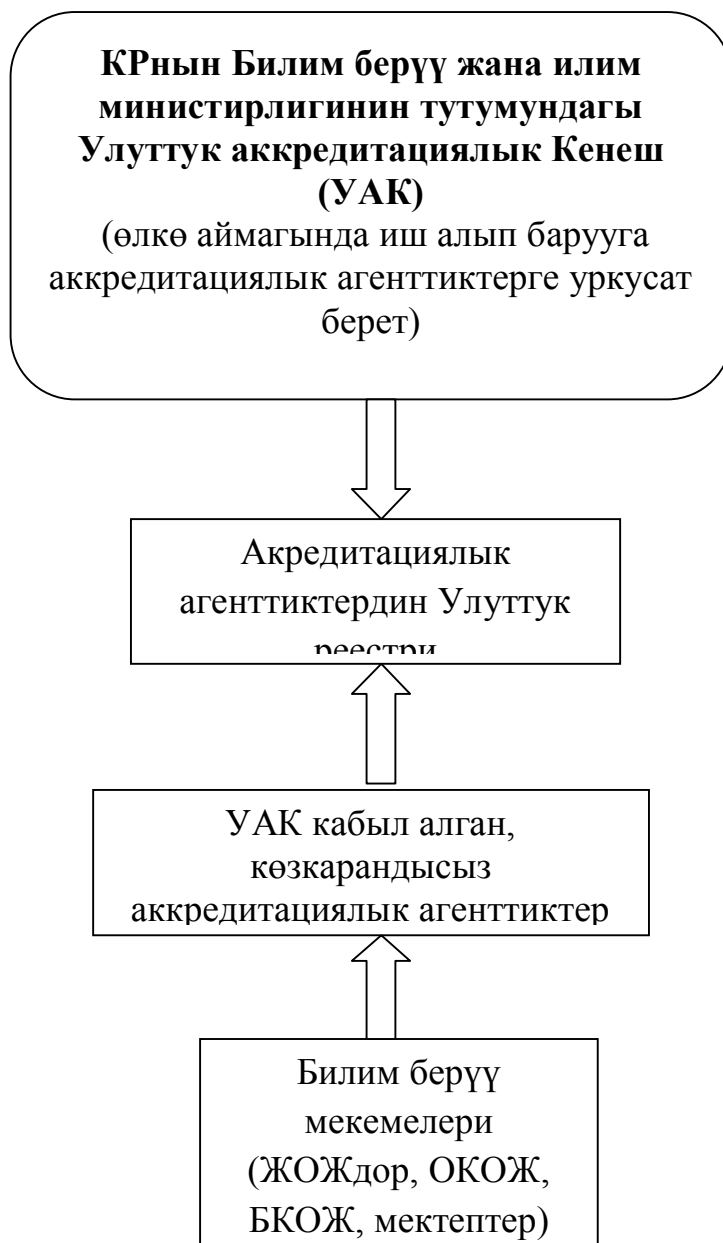 КРнын Билим берүү жана илим
министирлигинин тутумундагы
Улуттук аккредитациялык Кенеш
(УАК)
(өлкө аймагында иш алып барууга
аккредитациялык агенттиктерге уркусат
берет)
Акредитациялык
агенттиктердин Улуттук
реестри
УАК кабыл алган,
көзкарандысыз
аккредитациялык агенттиктер
Билим берүү
мекемелери
(ЖОЖдор, ОКОЖ,
БКОЖ, мектептер)